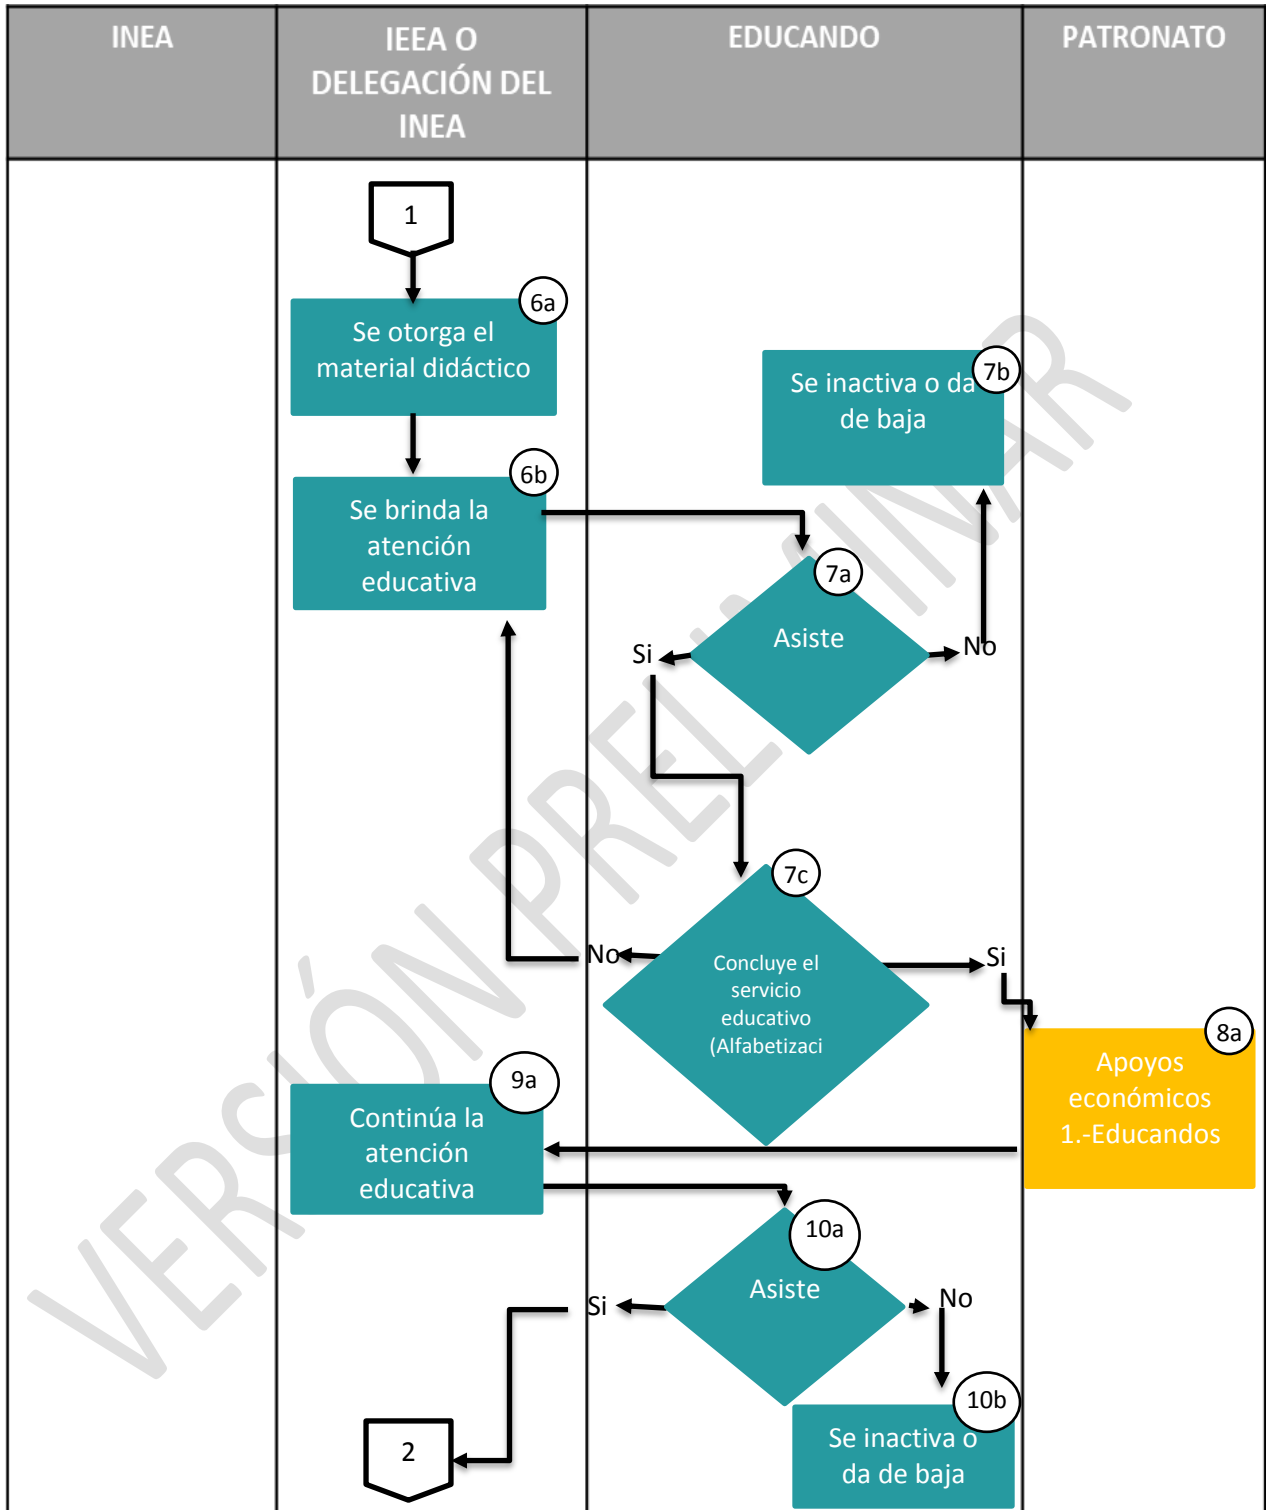 INEA
IEEA O
DELEGACIÓN DEL
INEA
EDUCANDO
PATRONATO
1
6a
Se otorga el
material didáctico
7b
Se inactiva o da
de baja
6b
Se brinda la
atención
educativa
7a
Asiste
Si
No
7c
Concluye el
servicio
educativo
(Alfabetizaci
No
Si
8a
Apoyos
económicos
1.-Educandos
9a
Continúa la
atención
educativa
10a
Asiste
Si
No
10b
Se inactiva o
da de baja
2
VERSIÓN PRELIMINAR